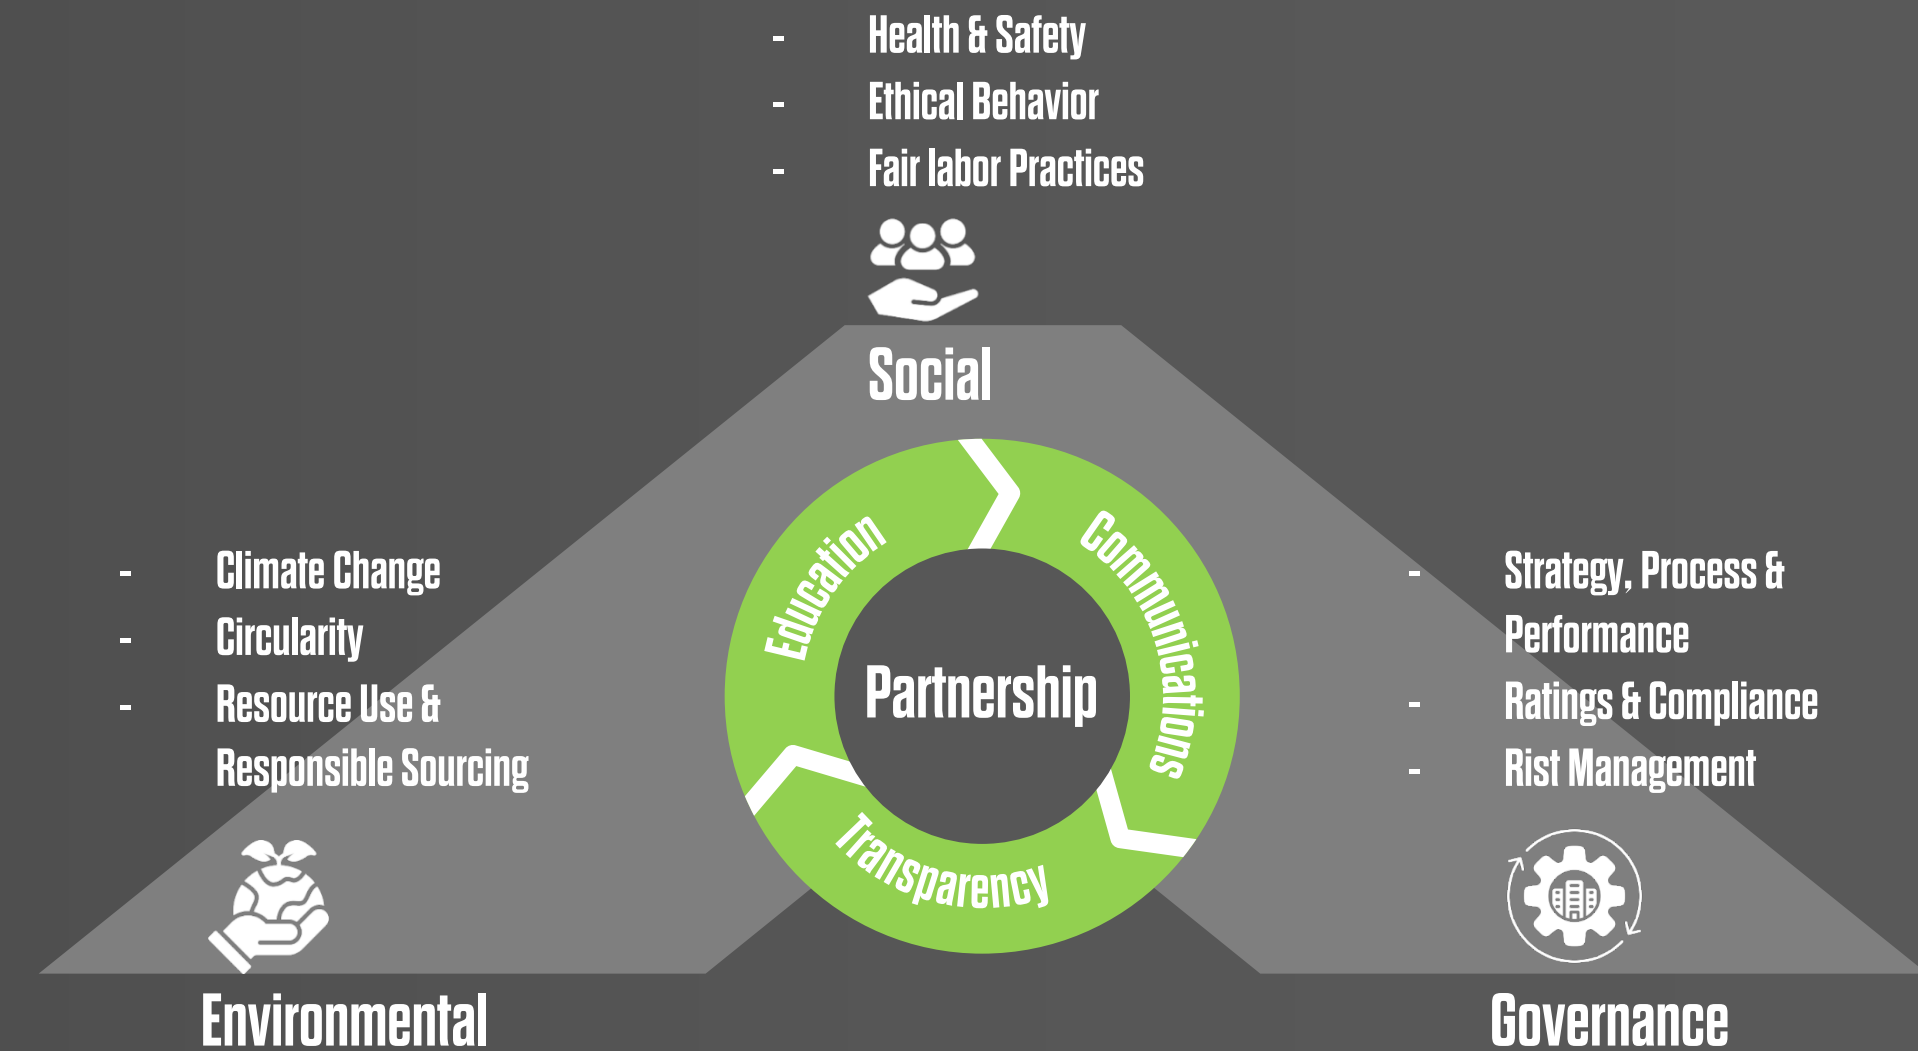 - Health & Safety
- Ethical Behavior
- Fair labor Practices
Social
Education
Communications
Partnership
Transparency
- Climate Change
- Circularity
- Resource Use &
Responsible Sourcing
Environmental
- Strategy, Process &
Performance
- Ratings & Compliance
- Rist Management
Governance